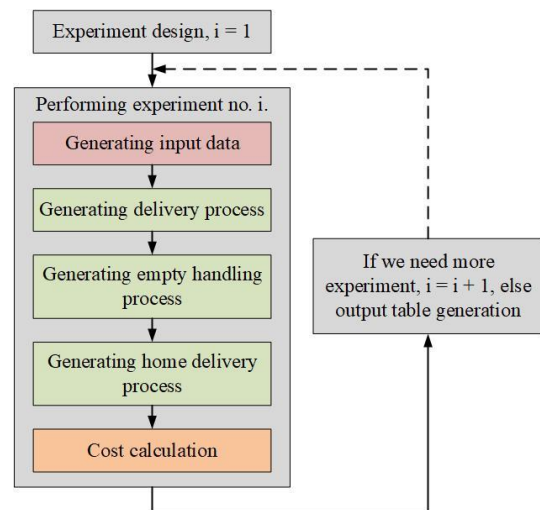 Experiment design, i = 1
Performing experiment no. i.
Generating input data
Generating delivery process
Generating empty handling
process
Generating home delivery
process
Cost calculation
If we need more
experiment, i = i + 1, else
output table generation